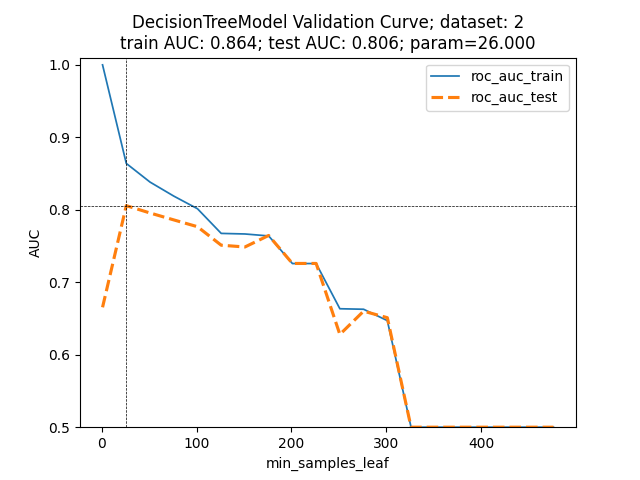 DecisionTreeModel Validation Curve; dataset: 2
train AUC: 0.864; test AUC: 0.806; param=26.000
roc_auc_train
roc_auc_test
1.0
0.9
0.8
0.7
0.6
0.5
AUC
0 100 200 300 400
min_samples_leaf